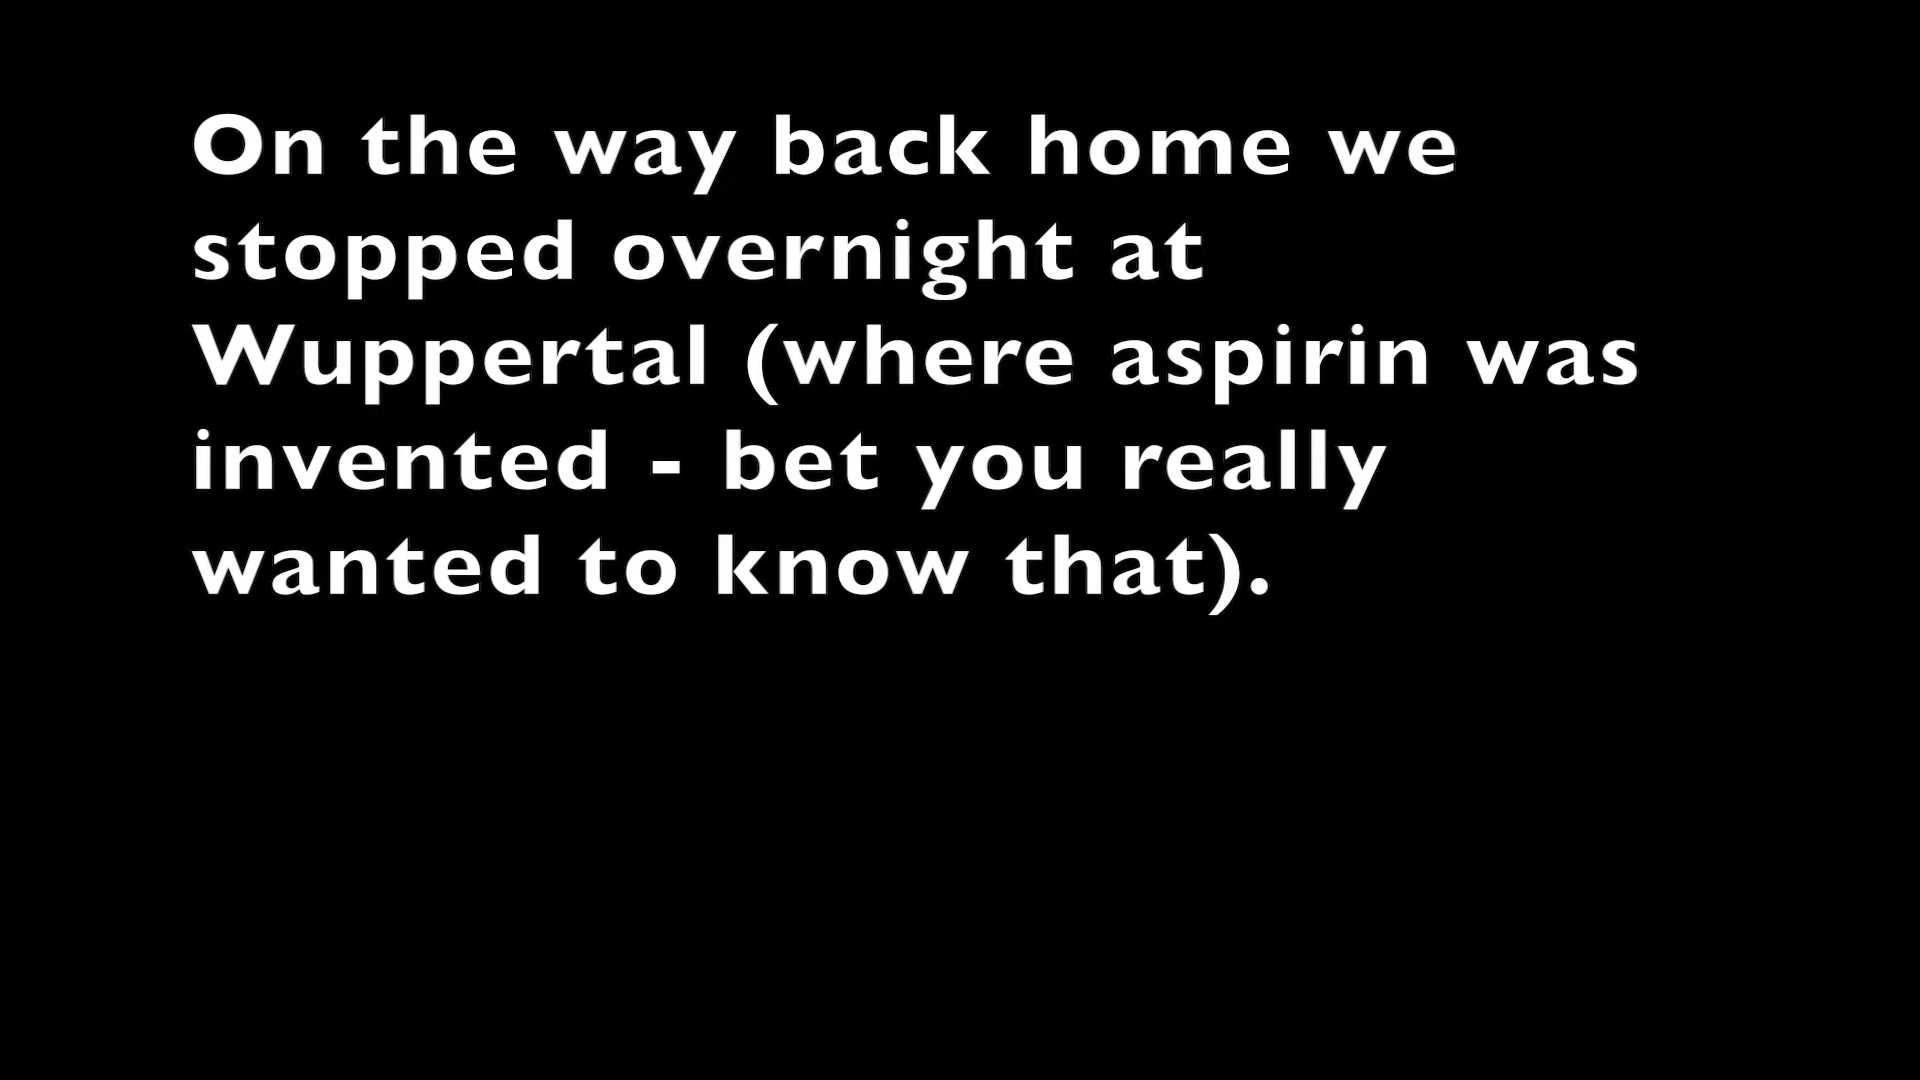 On the way back home we
stopped overnight at
Wuppertal (where aspirin was
invented - bet you really
wanted to know that).